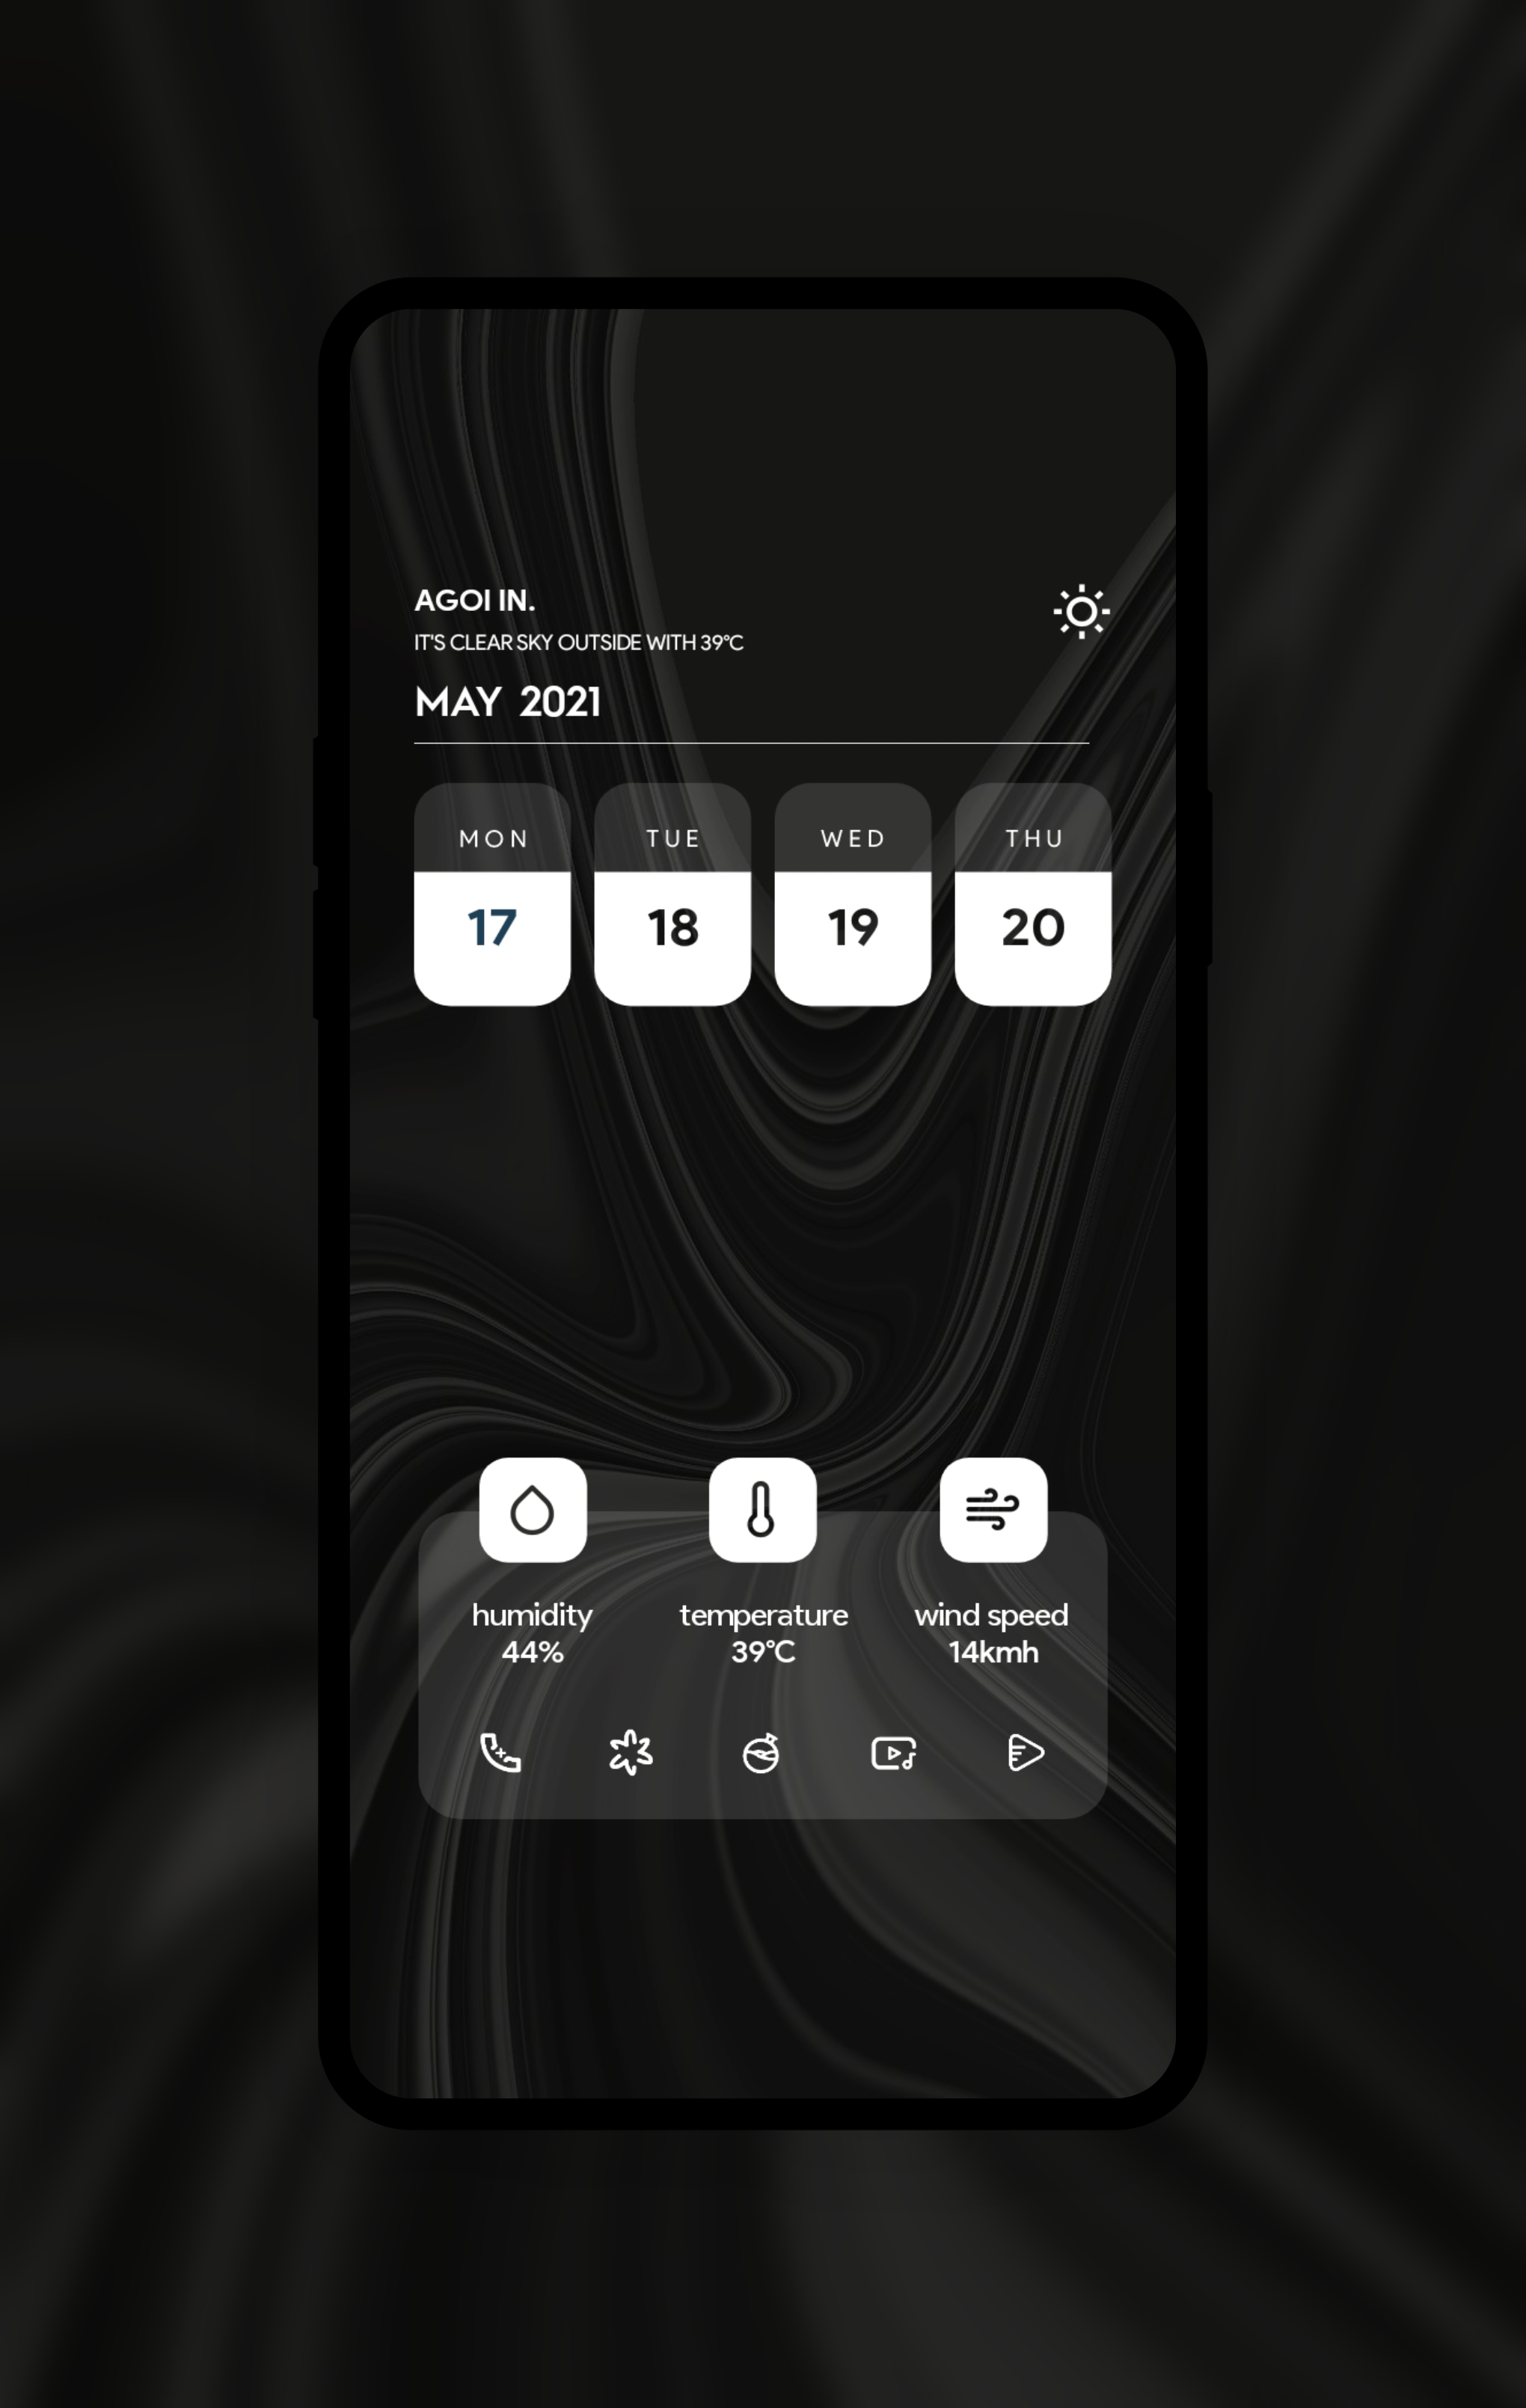 AGOI IN.
IT'S CLEAR SKY OUTSIDE WITH 39°C
MAY 2021
MON TUE WED THU
17 18 19 20
humidity temperature wind speed
44% 39°C 14kmh